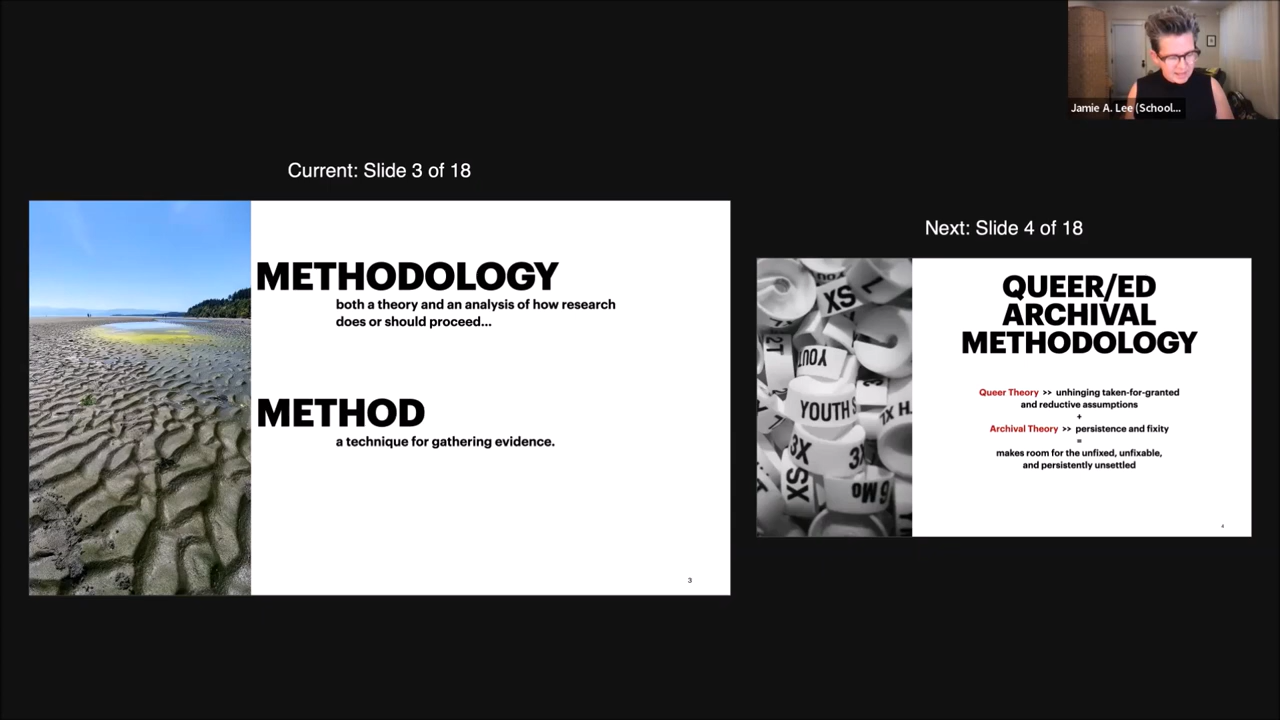 Jamie A. Lee (School...
Current: Slide 3 of 18
METHODOLOGY
both a theory and an analysis of how research
does or should proceed...
METHOD
a technique for gathering evidence.
3
Next: Slide 4 of 18
SX
YOUTH
3X
SX
QUEER/ED
ARCHIVAL
METHODOLOGY
Queer Theory >> unhinging taken-for-granted
and reductive assumptions
+
Archival Theory >> persistence and fixity
=
makes room for the unfixed, unfixable,
and persistently unsettled
4